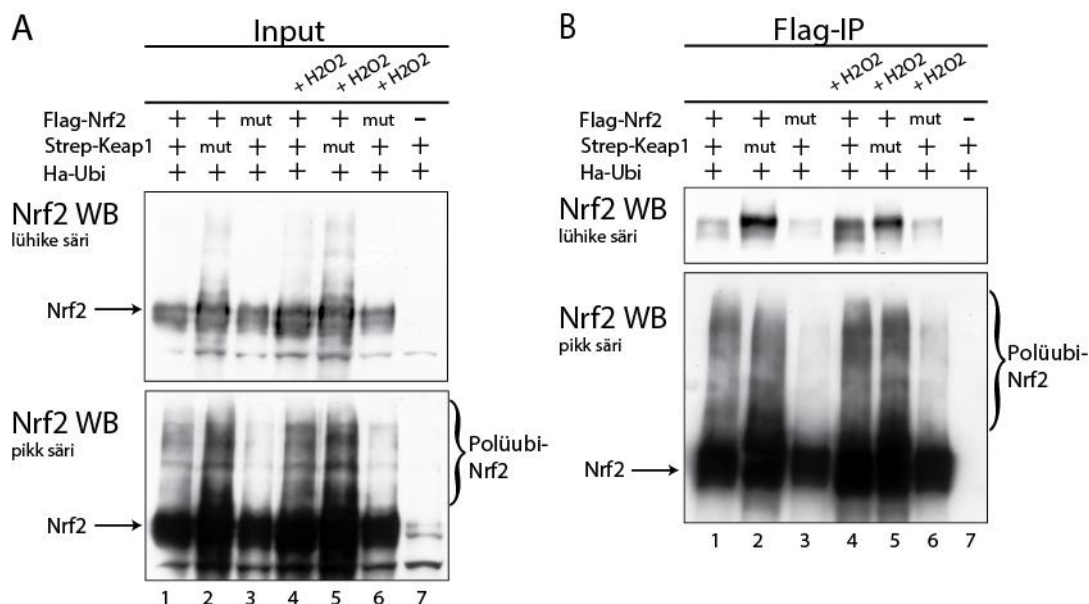 A
Input
+ H2O2 + H2O2 + H2O2
Flag-Nrf2 + + mut + + mut –
Strep-Keap1 + mut + + mut + +
Ha-Ubi + + + + + + +
Nrf2 WB
lühike säri
Nrf2
Nrf2 WB
pikk säri
Polüubi-
Nrf2
Nrf2
1 2 3 4 5 6 7
B
Flag-IP
+ H2O2 + H2O2 + H2O2
Flag-Nrf2 + + mut + + mut –
Strep-Keap1 + mut + + mut + +
Ha-Ubi + + + + + + +
Nrf2 WB
lühike säri
Nrf2 WB
pikk säri
Polüubi-
Nrf2
Nrf2
1 2 3 4 5 6 7